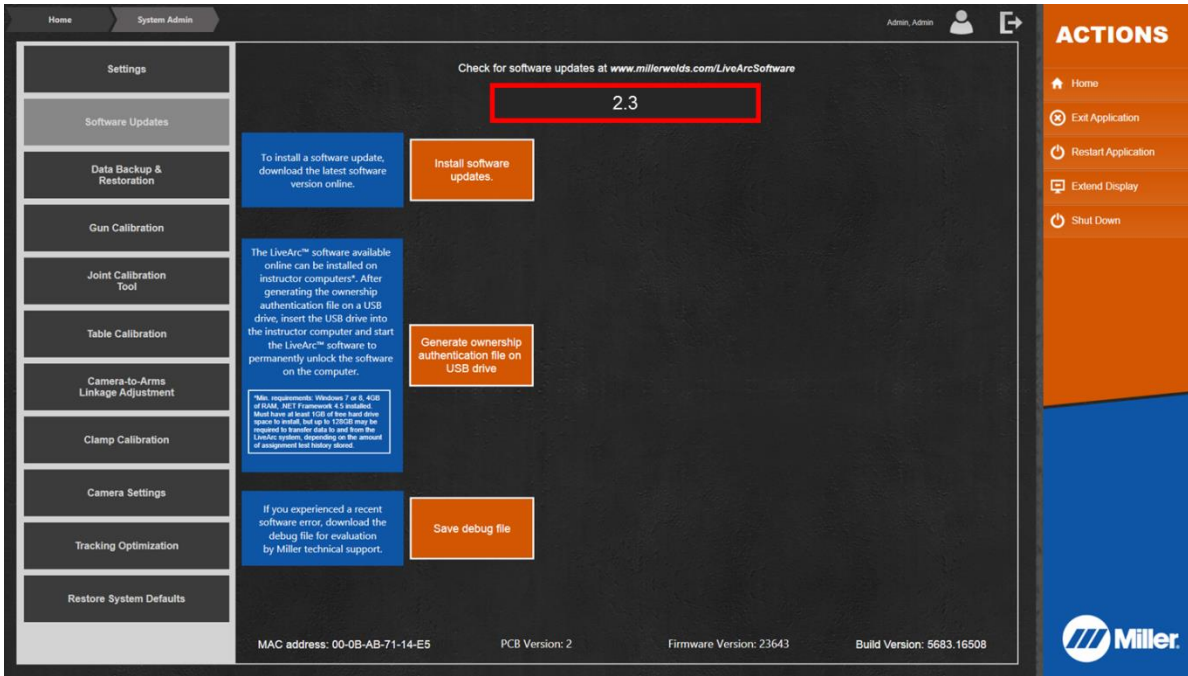 Home
System Admin
Admin, Admin
Settings
Software Updates
Data Backup &
Restoration
Gun Calibration
Joint Calibration
Tool
Table Calibration
Camera-to-Arms
Linkage Adjustment
Clamp Calibration
Camera Settings
Tracking Optimization
Restore System Defaults
Check for software updates at www.millerwelds.com/LiveArcSoftware
2.3
To install a software update,
download the latest software
version online.
Install software
updates.
The LiveArc™ software available
online can be installed on
instructor computers*. After
generating the ownership
authentication file on a USB
drive, insert the USB drive into
the instructor computer and start
the LiveArc™ software to
permanently unlock the software
on the computer.
*Min. requirements: Windows 7 or 8, 4GB
of RAM, .NET Framework 4.5 installed.
Must have at least 1GB of free hard drive
space to install, but up to 128GB may be
required to transfer data to and from the
LiveArc system, depending on the amount
of assignment test history stored.
Generate ownership
authentication file on
USB drive
If you experienced a recent
software error, download the
debug file for evaluation
by Miller technical support.
Save debug file
MAC address: 00-0B-AB-71-14-E5
PCB Version: 2
Firmware Version: 23643
Build Version: 5683.16508
ACTIONS
Home
Exit Application
Restart Application
Extend Display
Shut Down
Miller.